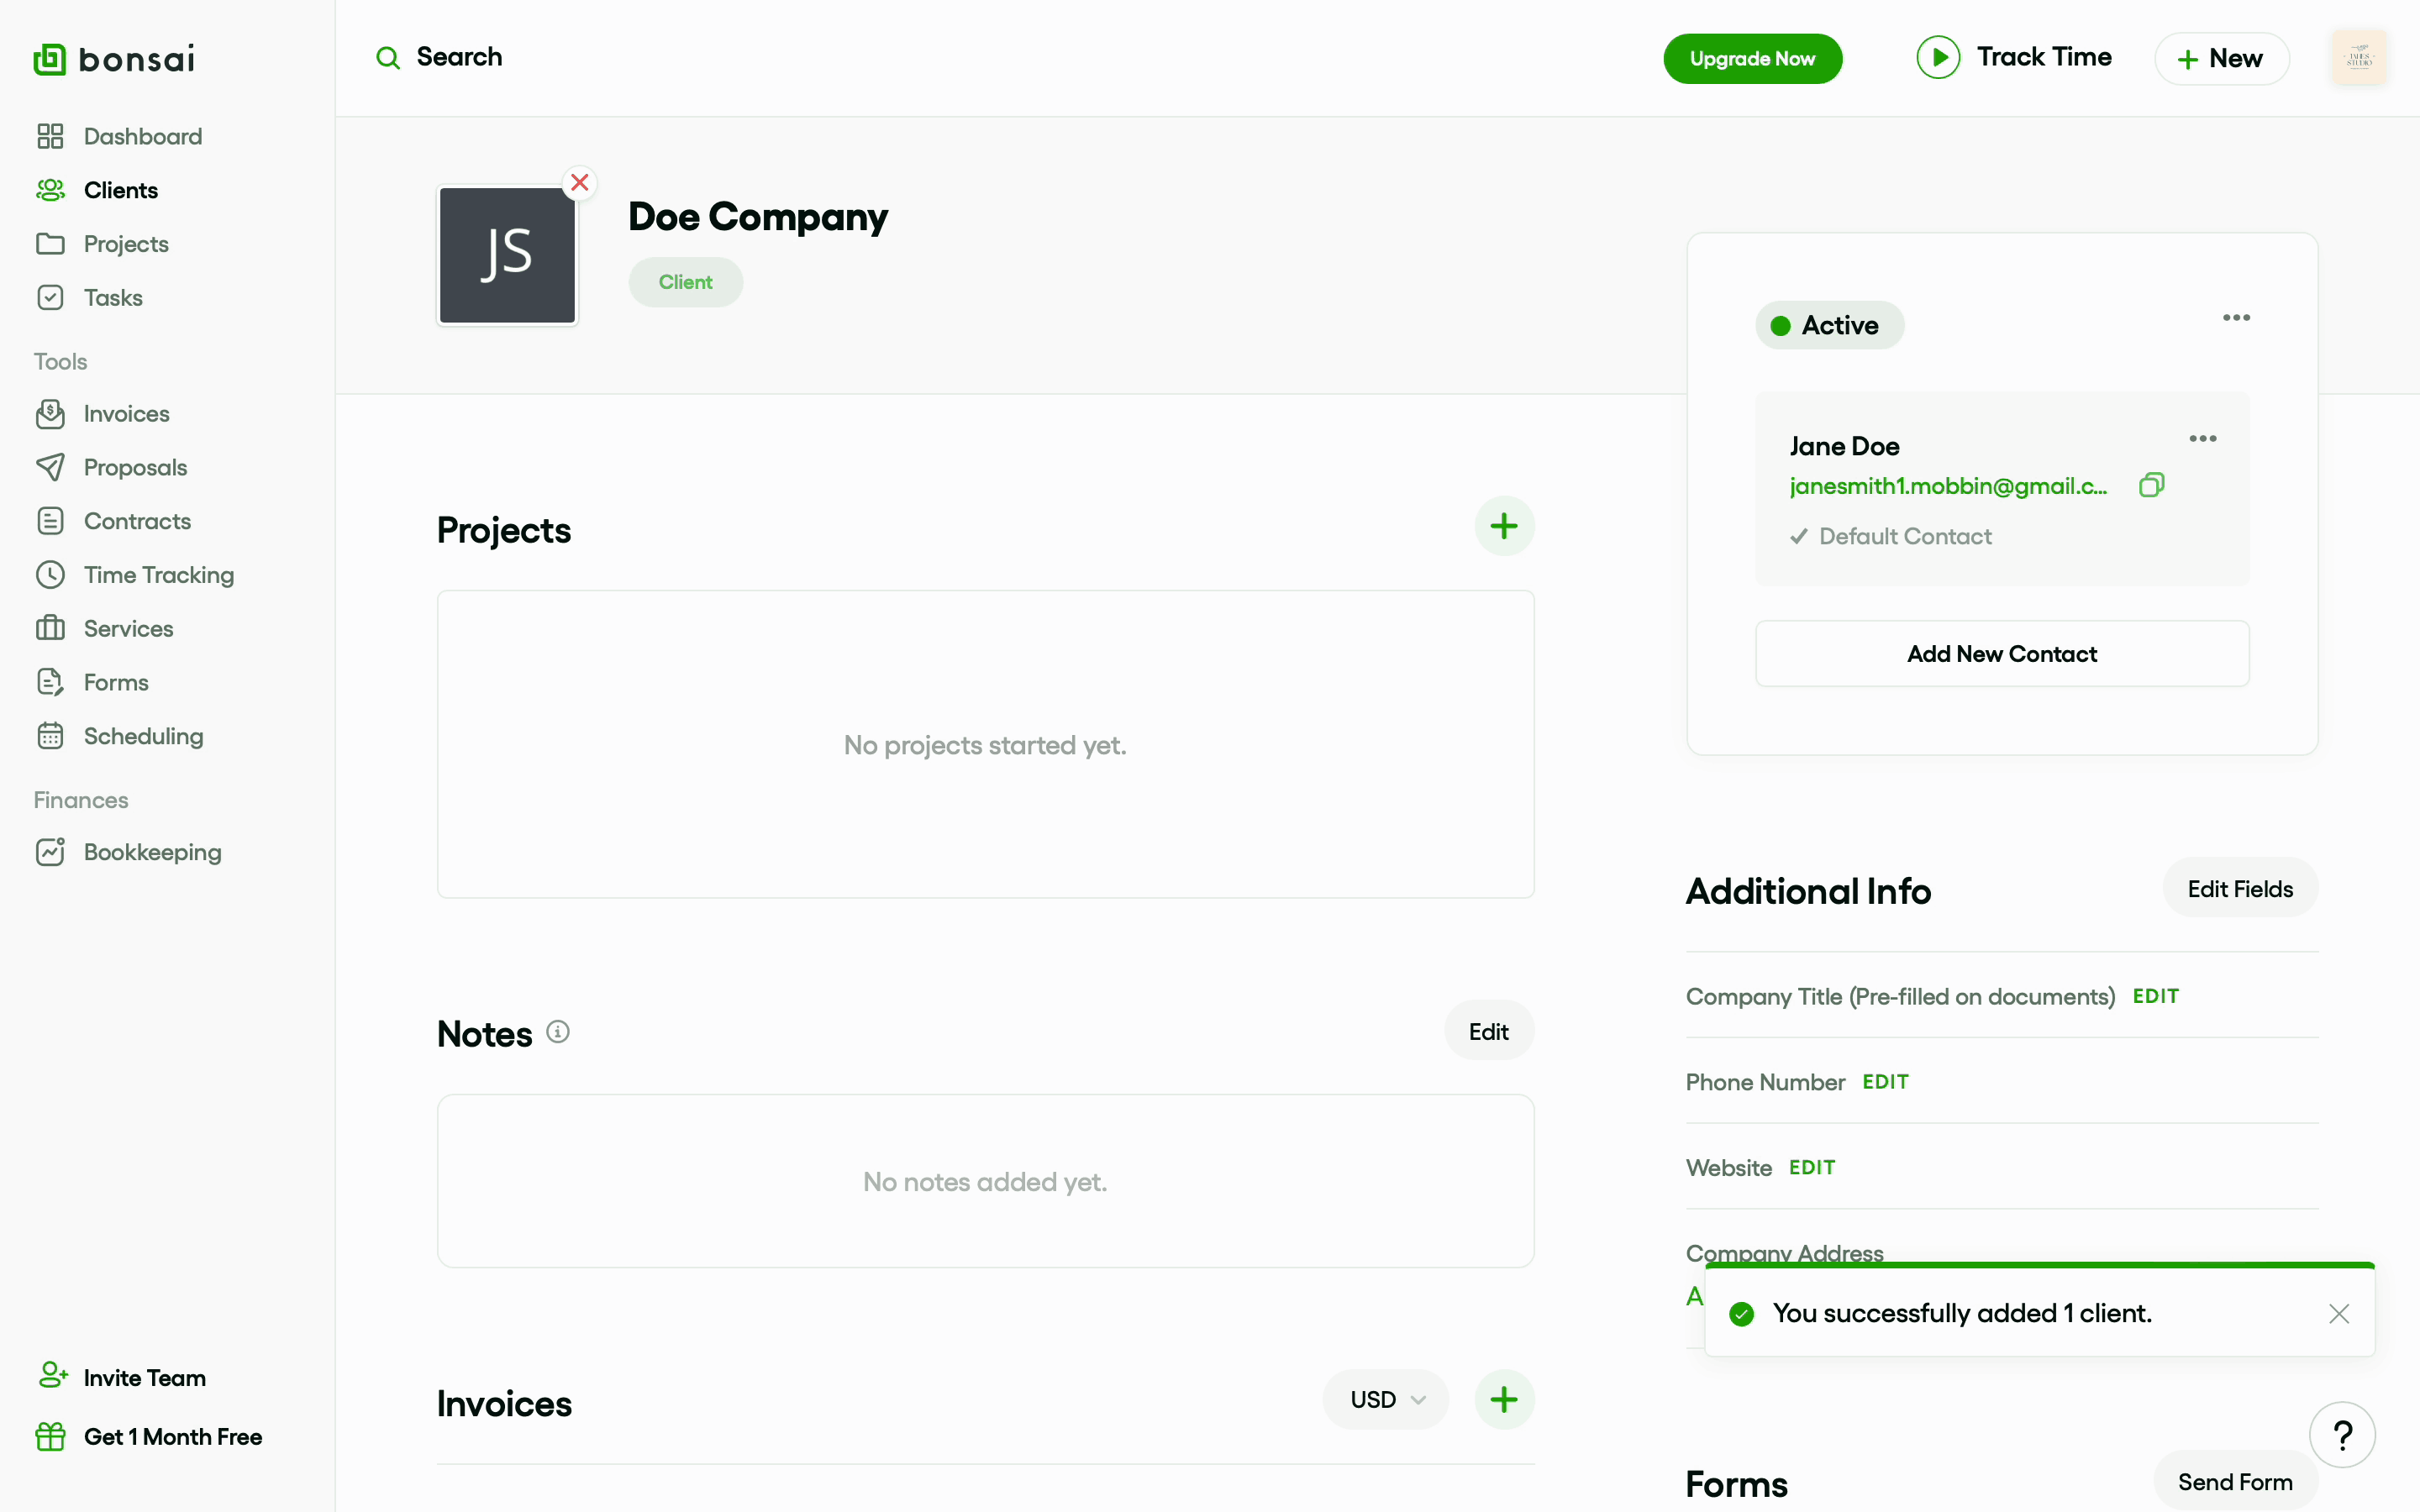 bonsai
Search
Upgrade Now
Track Time
New
JANES
STUDIO
Dashboard
Clients
Projects
Tasks
Tools
Invoices
Proposals
Contracts
Time Tracking
Services
Forms
Scheduling
Finances
Bookkeeping
Invite Team
Get 1 Month Free
JS
Doe Company
Client
Projects
No projects started yet.
Notes
Edit
No notes added yet.
Invoices
USD
Active
Jane Doe
janesmith1.mobbin@gmail.c...
Default Contact
Add New Contact
Additional Info
Edit Fields
Company Title (Pre-filled on documents) EDIT
Phone Number EDIT
Website EDIT
Company Address
A
You successfully added 1 client.
Forms
Send Form
?